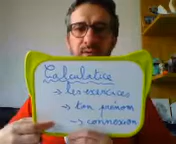 Calculatice
→ les exercices
→ ton prénom
→ connexion